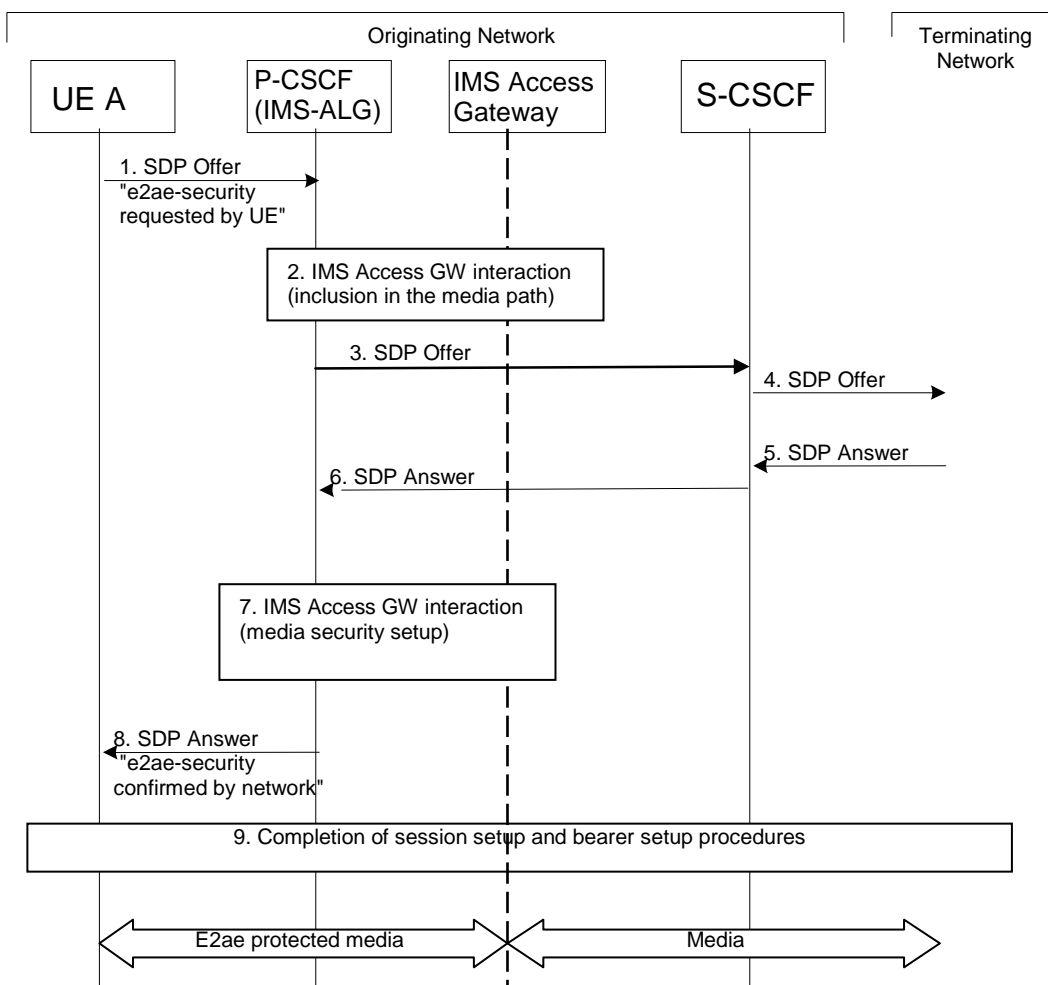 Originating Network
Terminating
Network
UE A
P-CSCF
(IMS-ALG)
IMS Access
Gateway
S-CSCF
1. SDP Offer
"e2ae-security
requested by UE"
2. IMS Access GW interaction
(inclusion in the media path)
3. SDP Offer
4. SDP Offer
5. SDP Answer
6. SDP Answer
7. IMS Access GW interaction
(media security setup)
8. SDP Answer
"e2ae-security
confirmed by network"
9. Completion of session setup and bearer setup procedures
E2ae protected media
Media